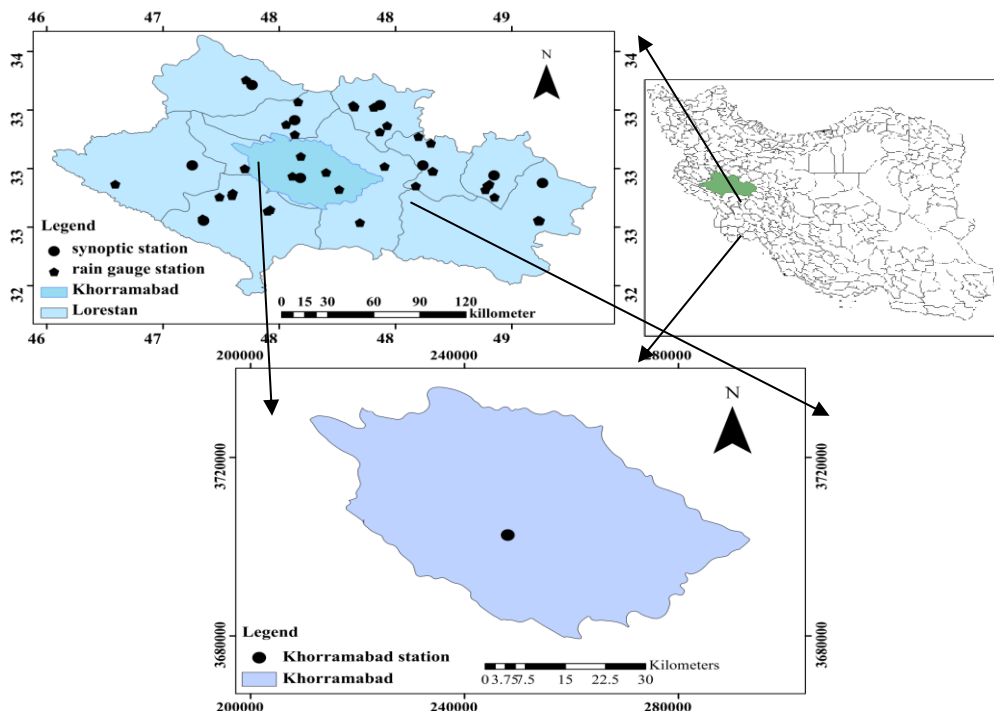 46 47 48 48 49
34 34
N
33 33
33 33
33 33
32 32
Legend
synoptic station
rain gauge station
Khorramabad
Lorestan
0 15 30 60 90 120
killometer
46 47 48 48 49
200000 240000 280000
N
3720000 3720000
3680000 3680000
Legend
Khorramabad station
Khorramabad
Kilometers
0 3.75 7.5 15 22.5 30
200000 240000 280000